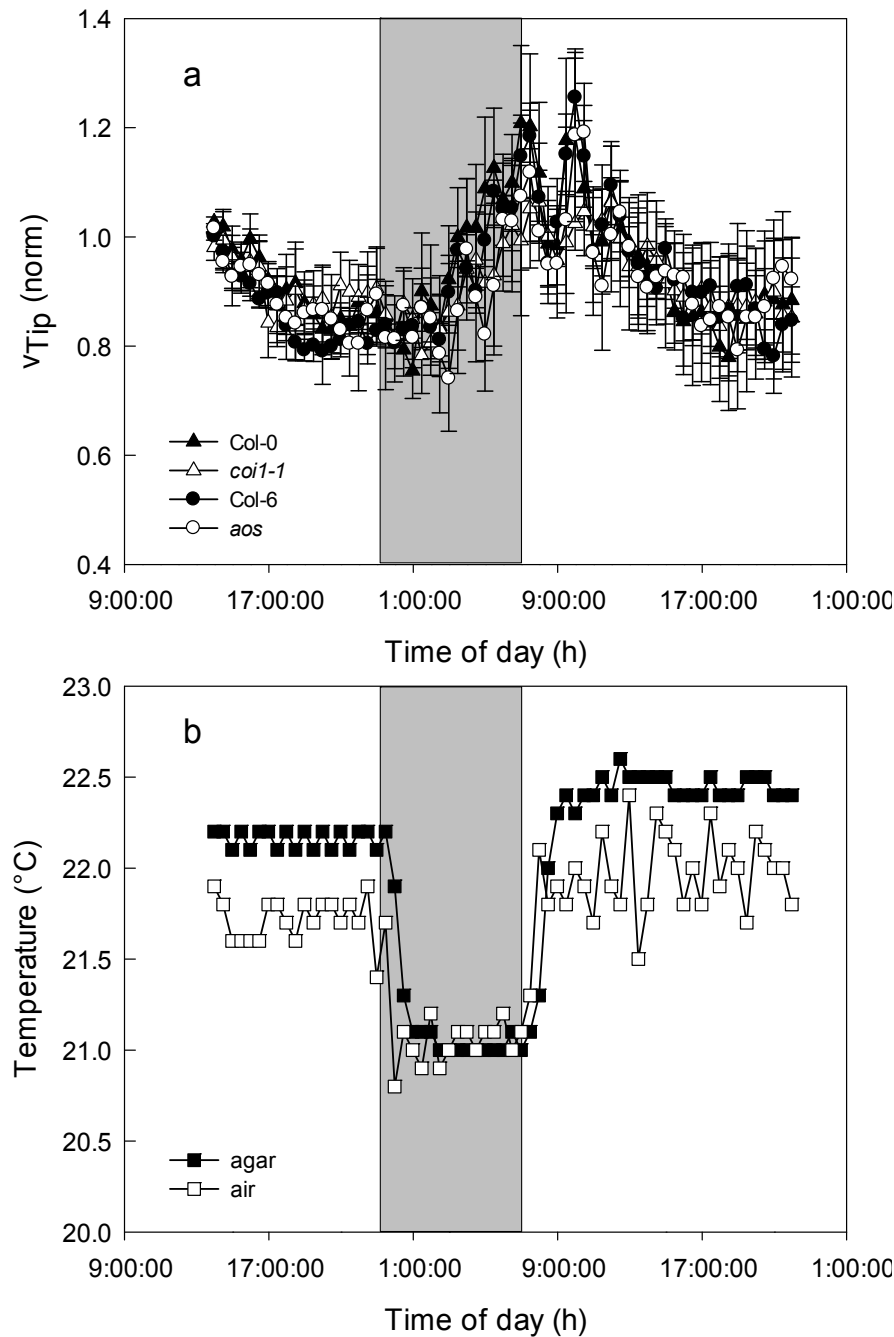 1.4
a
1.2
1.0
0.8
0.6
0.4
vTip (norm)
Col-0
coi1-1
Col-6
aos
9:00:00 17:00:00 1:00:00 9:00:00 17:00:00 1:00:00
Time of day (h)
23.0
b
22.5
22.0
21.5
21.0
20.5
20.0
Temperature (°C)
agar
air
9:00:00 17:00:00 1:00:00 9:00:00 17:00:00 1:00:00
Time of day (h)